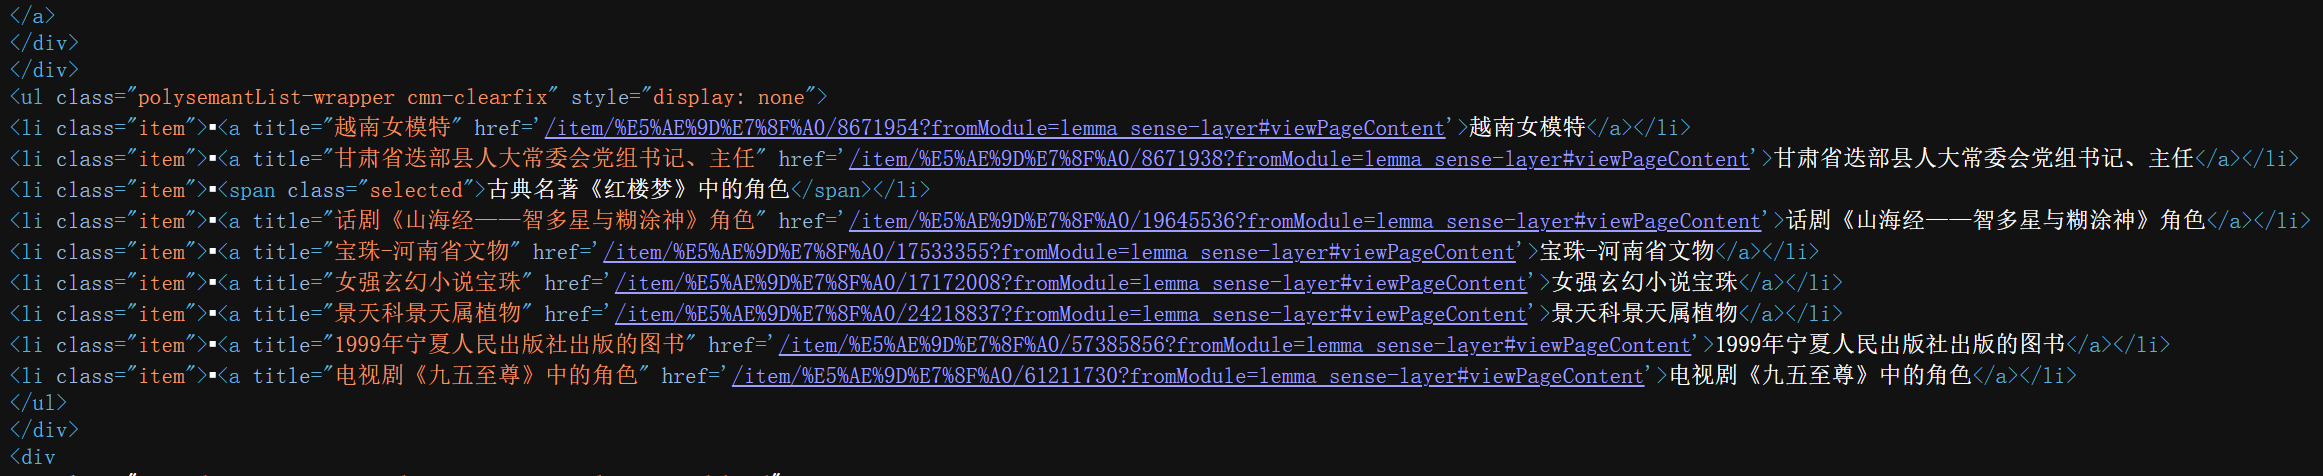 </a>
</div>
</div>
<ul class="polysemantList-wrapper cmn-clearfix" style="display: none">
<li class="item">▪<a title="越南女模特" href='/item/%E5%AE%9D%E7%8F%A0/8671954?fromModule=lemma_sense-layer#viewPageContent'>越南女模特</a></li>
<li class="item">▪<a title="甘肃省迭部县人大常委会党组书记、主任" href='/item/%E5%AE%9D%E7%8F%A0/8671938?fromModule=lemma_sense-layer#viewPageContent'>甘肃省迭部县人大常委会党组书记、主任</a></li>
<li class="item">▪<span class="selected">古典名著《红楼梦》中的角色</span></li>
<li class="item">▪<a title="话剧《山海经——智多星与糊涂神》角色" href='/item/%E5%AE%9D%E7%8F%A0/19645536?fromModule=lemma_sense-layer#viewPageContent'>话剧《山海经——智多星与糊涂神》角色</a></li>
<li class="item">▪<a title="宝珠-河南省文物" href='/item/%E5%AE%9D%E7%8F%A0/17533355?fromModule=lemma_sense-layer#viewPageContent'>宝珠-河南省文物</a></li>
<li class="item">▪<a title="女强玄幻小说宝珠" href='/item/%E5%AE%9D%E7%8F%A0/17172008?fromModule=lemma_sense-layer#viewPageContent'>女强玄幻小说宝珠</a></li>
<li class="item">▪<a title="景天科景天属植物" href='/item/%E5%AE%9D%E7%8F%A0/24218837?fromModule=lemma_sense-layer#viewPageContent'>景天科景天属植物</a></li>
<li class="item">▪<a title="1999年宁夏人民出版社出版的图书" href='/item/%E5%AE%9D%E7%8F%A0/57385856?fromModule=lemma_sense-layer#viewPageContent'>1999年宁夏人民出版社出版的图书</a></li>
<li class="item">▪<a title="电视剧《九五至尊》中的角色" href='/item/%E5%AE%9D%E7%8F%A0/61211730?fromModule=lemma_sense-layer#viewPageContent'>电视剧《九五至尊》中的角色</a></li>
</ul>
</div>
<div